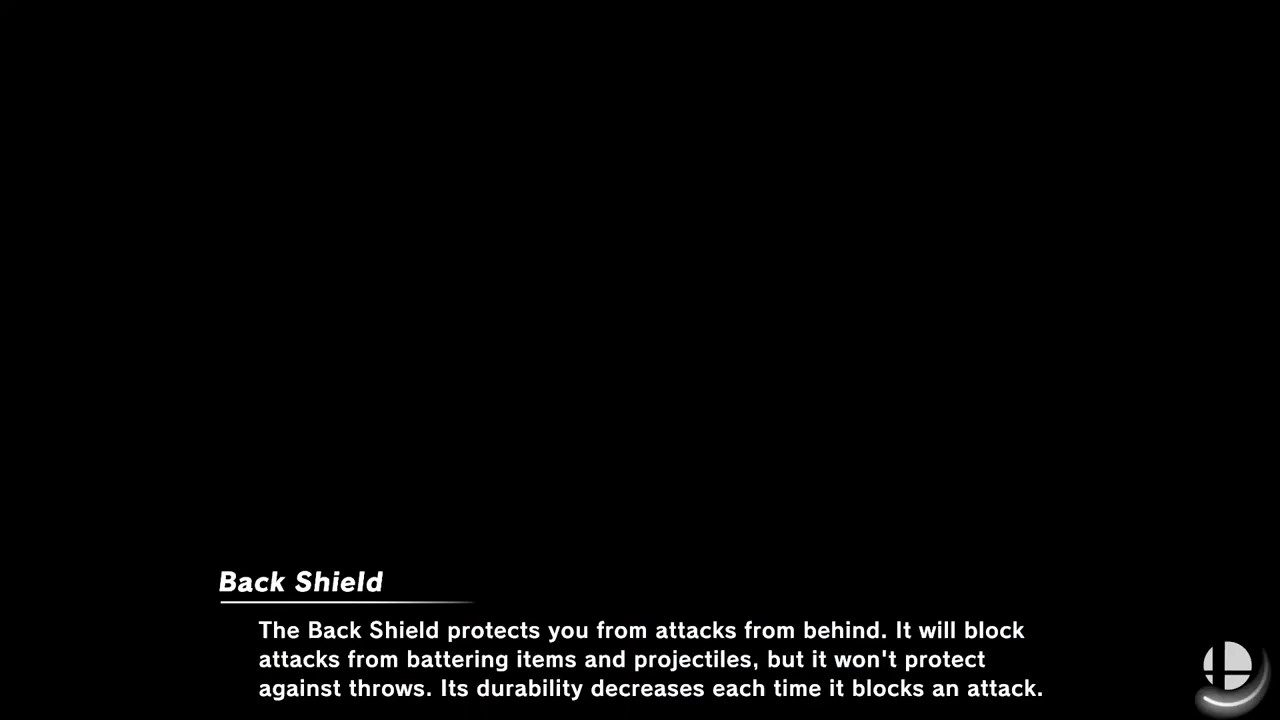 Back Shield
The Back Shield protects you from attacks from behind. It will block
attacks from battering items and projectiles, but it won't protect
against throws. Its durability decreases each time it blocks an attack.